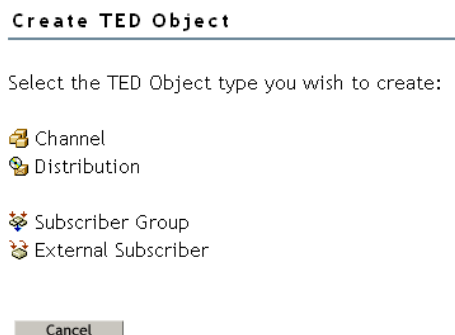 Create TED Object
Select the TED Object type you wish to create:
Channel
Distribution
Subscriber Group
External Subscriber
Cancel